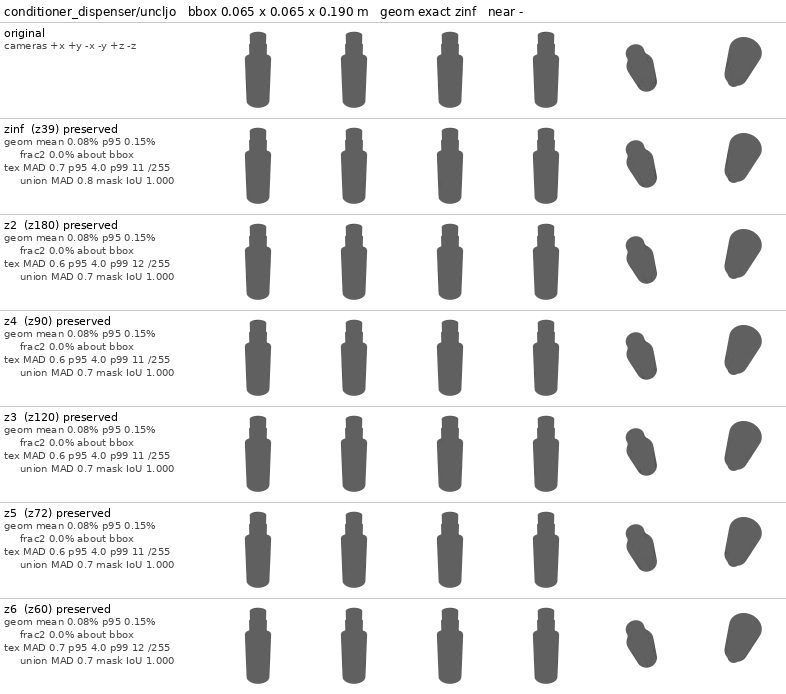 conditioner_dispenser/uncljo bbox 0.065 x 0.065 x 0.190 m geom exact zinf near -
original
cameras +x +y -x -y +z -z
zinf (z39) preserved
geom mean 0.08% p95 0.15%
frac2 0.0% about bbox
tex MAD 0.7 p95 4.0 p99 11 /255
union MAD 0.8 mask IoU 1.000
z2 (z180) preserved
geom mean 0.08% p95 0.15%
frac2 0.0% about bbox
tex MAD 0.6 p95 4.0 p99 12 /255
union MAD 0.7 mask IoU 1.000
z4 (z90) preserved
geom mean 0.08% p95 0.15%
frac2 0.0% about bbox
tex MAD 0.6 p95 4.0 p99 11 /255
union MAD 0.7 mask IoU 1.000
z3 (z120) preserved
geom mean 0.08% p95 0.15%
frac2 0.0% about bbox
tex MAD 0.6 p95 4.0 p99 11 /255
union MAD 0.7 mask IoU 1.000
z5 (z72) preserved
geom mean 0.08% p95 0.15%
frac2 0.0% about bbox
tex MAD 0.6 p95 4.0 p99 11 /255
union MAD 0.7 mask IoU 1.000
z6 (z60) preserved
geom mean 0.08% p95 0.15%
frac2 0.0% about bbox
tex MAD 0.7 p95 4.0 p99 12 /255
union MAD 0.7 mask IoU 1.000